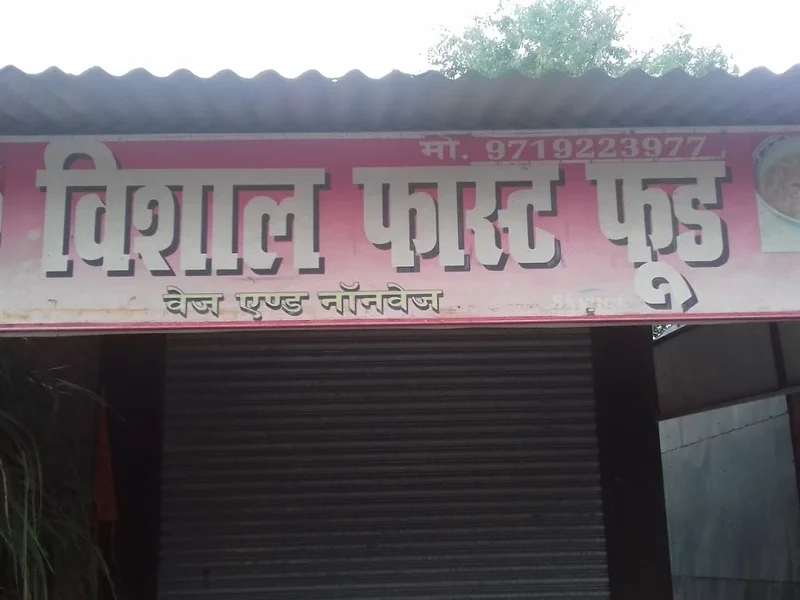 मो. 9719223977
विशाल फास्ट फूड
वेज एण्ड नॉनवेज